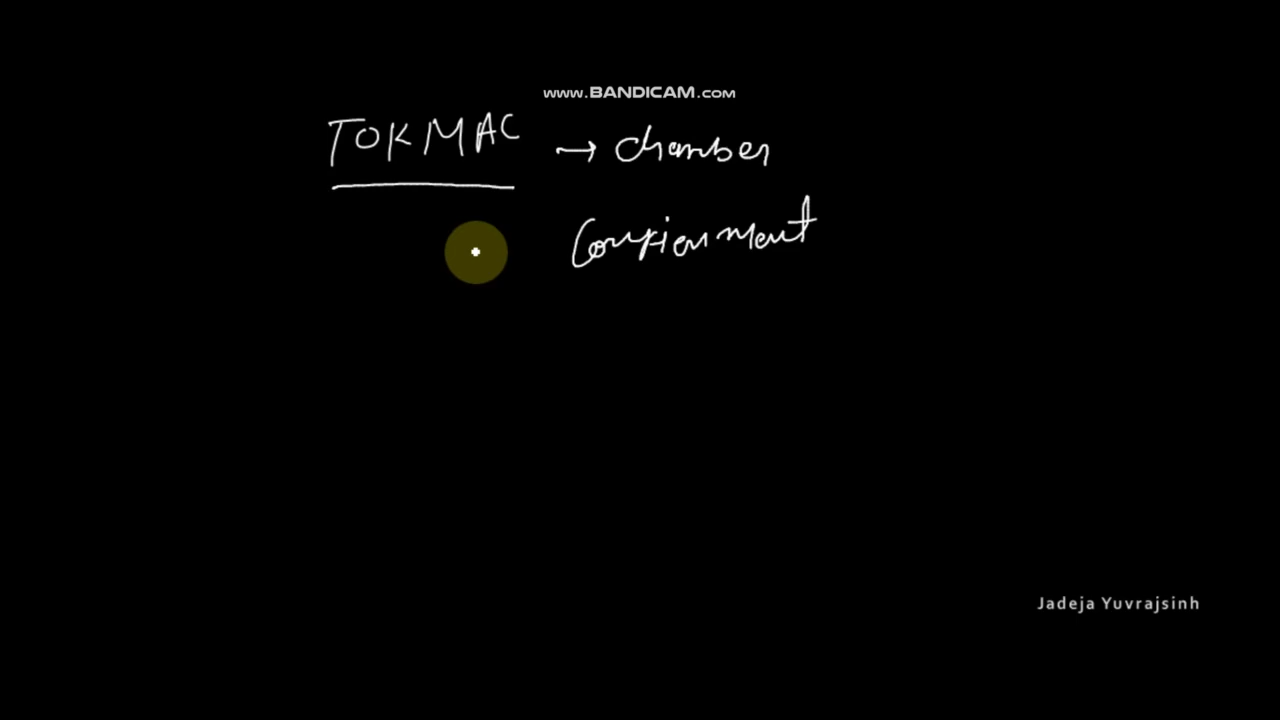 www.BANDICAM.com
TOKMAC → chamber
Confienment
Jadeja Yuvrajsinh